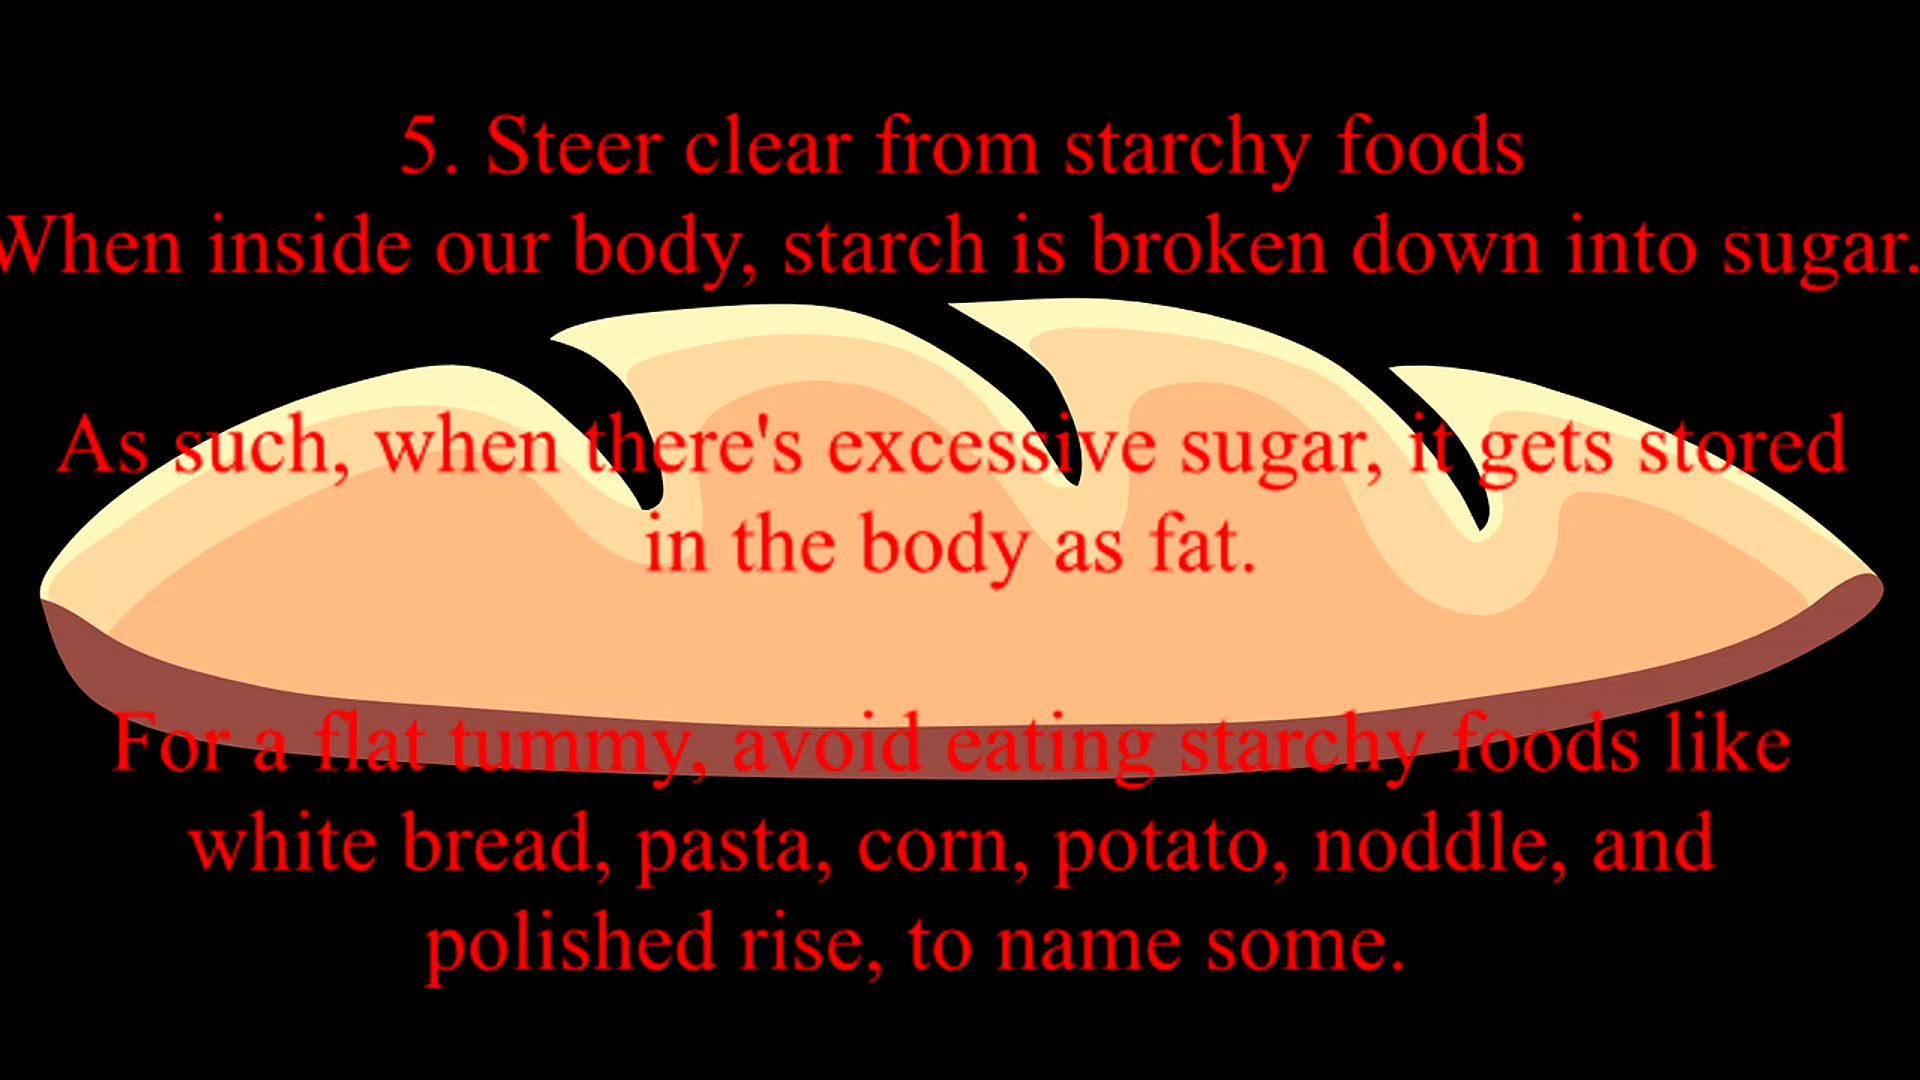 5. Steer clear from starchy foods
When inside our body, starch is broken down into sugar.
As such, when there's excessive sugar, it gets stored
in the body as fat.
For a flat tummy, avoid eating starchy foods like
white bread, pasta, corn, potato, noddle, and
polished rise, to name some.